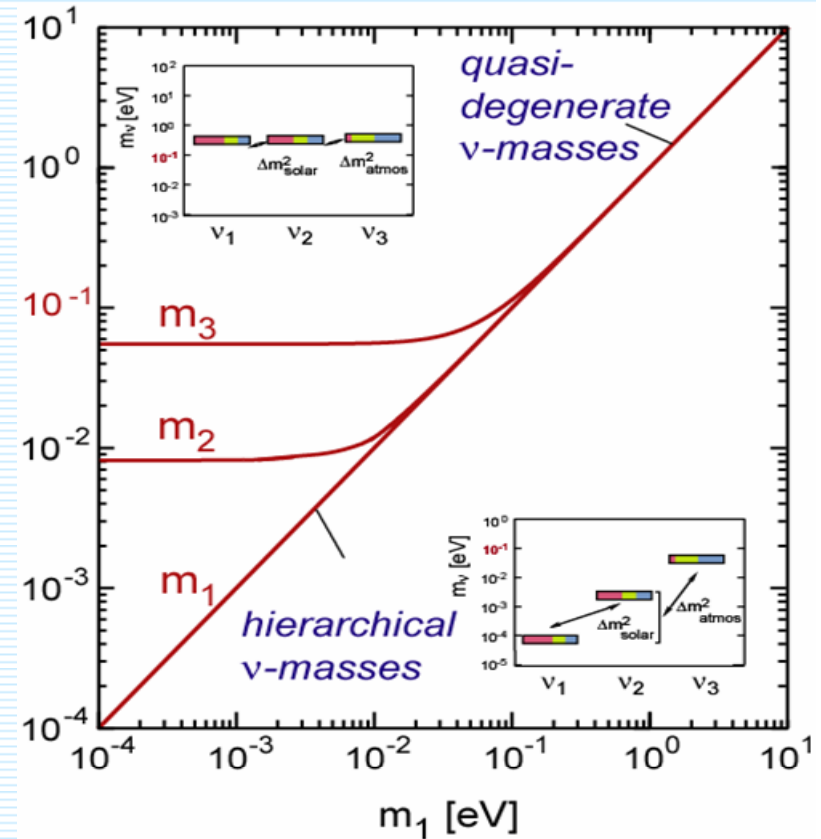 10¹
10⁰
10⁻¹
10⁻²
10⁻³
10⁻⁴
quasi-
degenerate
ν-masses
mν [eV]
10²
10¹
10⁰
10⁻¹
10⁻²
10⁻³
Δm²solar
Δm²atmos
ν₁ ν₂ ν₃
m₃
m₂
m₁
hierarchical
ν-masses
mν [eV]
10⁰
10⁻¹
10⁻²
10⁻³
10⁻⁴
10⁻⁵
Δm²solar
Δm²atmos
ν₁ ν₂ ν₃
10⁻⁴ 10⁻³ 10⁻² 10⁻¹ 10⁰ 10¹
m₁ [eV]